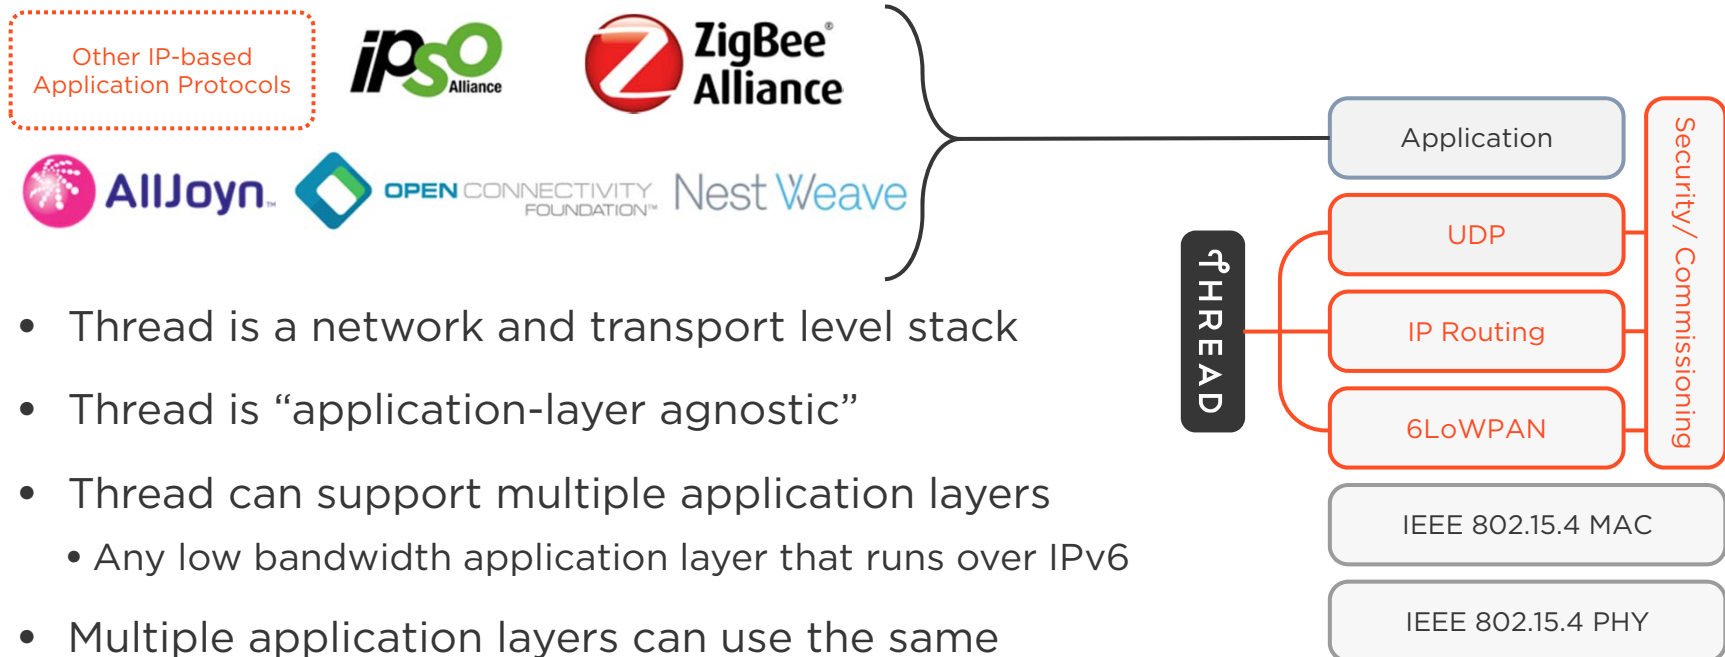 Other IP-based
Application Protocols
ipso
Alliance
ZigBee®
Alliance
AllJoyn™
OPEN CONNECTIVITY
FOUNDATION™
Nest Weave
• Thread is a network and transport level stack
• Thread is “application-layer agnostic”
• Thread can support multiple application layers
• Any low bandwidth application layer that runs over IPv6
• Multiple application layers can use the same
THREAD
Application
UDP
IP Routing
6LoWPAN
Security/ Commissioning
IEEE 802.15.4 MAC
IEEE 802.15.4 PHY